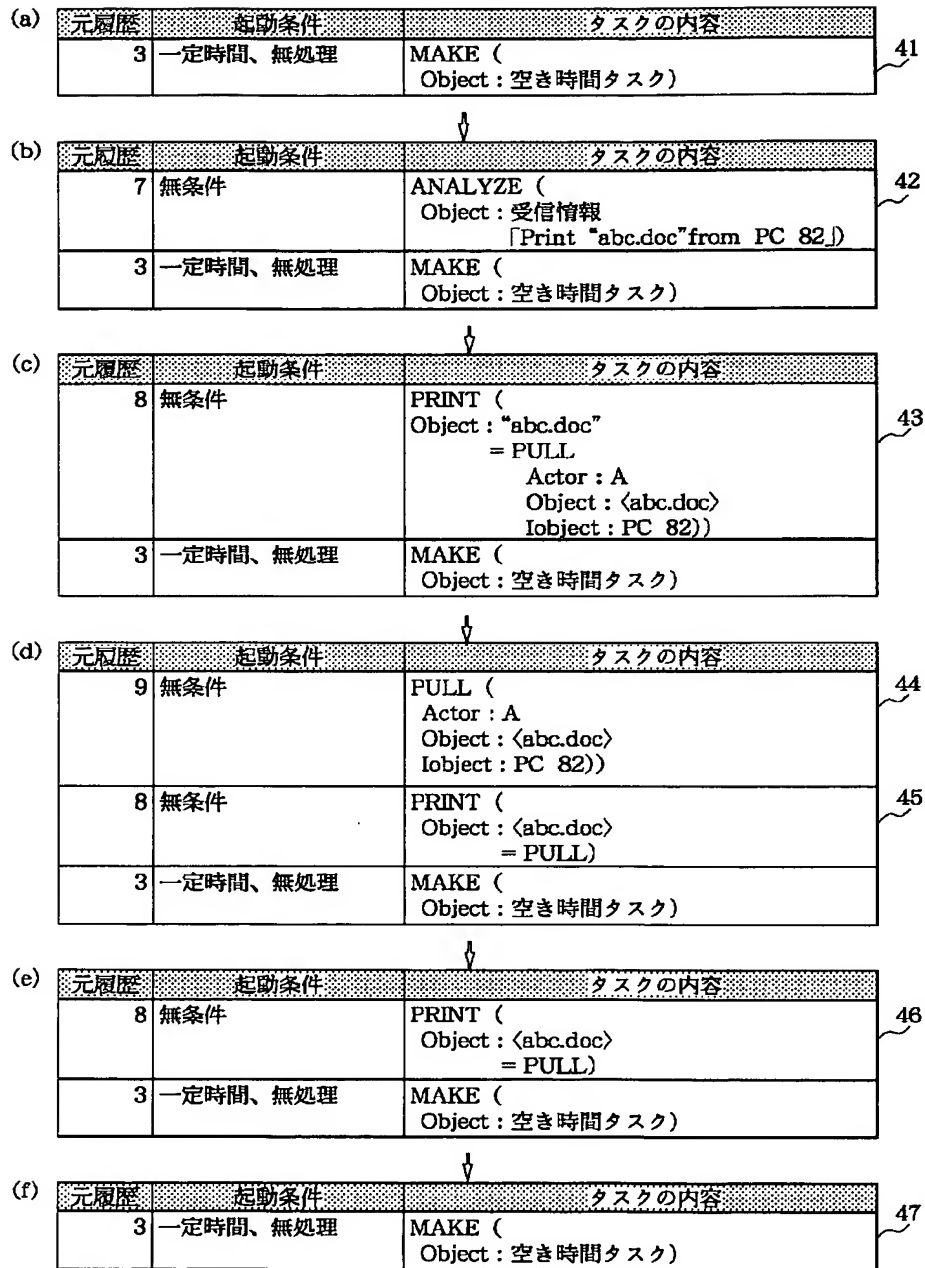 (a) 元履歴 起動条件 タスクの内容
3 一定時間、無処理 MAKE (
Object : 空き時間タスク)
41
(b) 元履歴 起動条件 タスクの内容
7 無条件 ANALYZE (
Object : 受信情報
「Print “abc.doc”from PC 82」)
42
3 一定時間、無処理 MAKE (
Object : 空き時間タスク)
(c) 元履歴 起動条件 タスクの内容
8 無条件 PRINT (
Object : “abc.doc”
= PULL
Actor : A
Object : 〈abc.doc〉
Iobject : PC 82))
43
3 一定時間、無処理 MAKE (
Object : 空き時間タスク)
(d) 元履歴 起動条件 タスクの内容
9 無条件 PULL (
Actor : A
Object : 〈abc.doc〉
Iobject : PC 82))
44
8 無条件 PRINT (
Object : 〈abc.doc〉
= PULL)
45
3 一定時間、無処理 MAKE (
Object : 空き時間タスク)
(e) 元履歴 起動条件 タスクの内容
8 無条件 PRINT (
Object : 〈abc.doc〉
= PULL)
46
3 一定時間、無処理 MAKE (
Object : 空き時間タスク)
(f) 元履歴 起動条件 タスクの内容
3 一定時間、無処理 MAKE (
Object : 空き時間タスク)
47